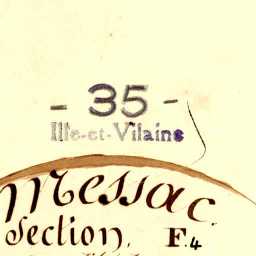 - 35 -
Ille-et-Vilaine
Messac.
Section. F.4